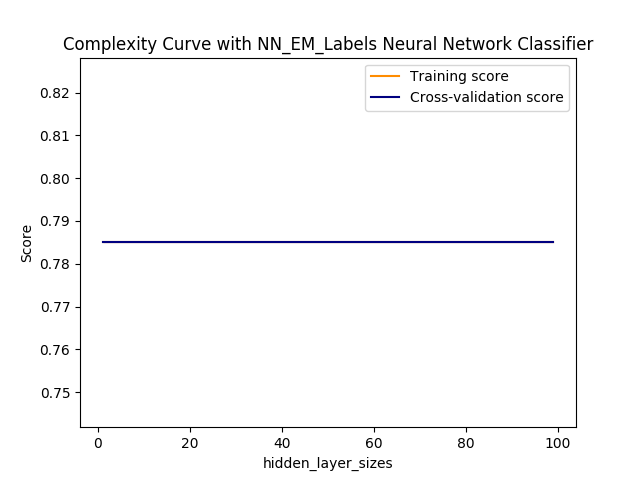 Complexity Curve with NN_EM_Labels Neural Network Classifier
Training score
Cross-validation score
0.82
0.81
0.80
0.79
0.78
0.77
0.76
0.75
Score
0 20 40 60 80 100
hidden_layer_sizes